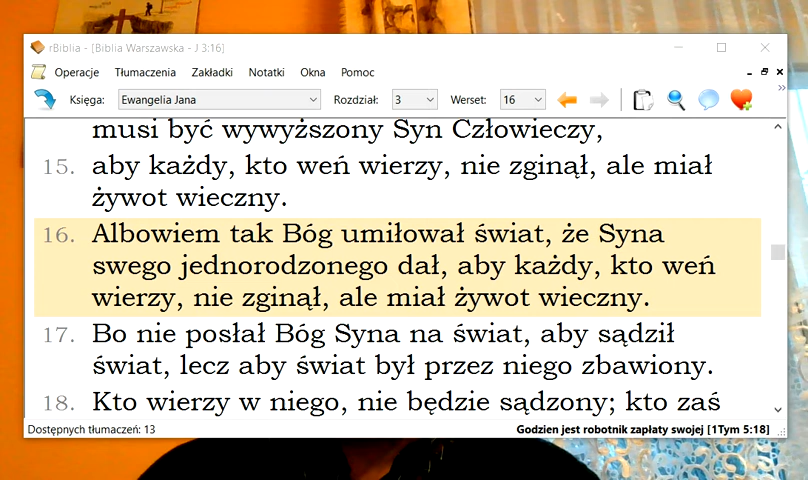 rBiblia - [Biblia Warszawska - J 3:16]
Operacje Tłumaczenia Zakładki Notatki Okna Pomoc
Księga: Ewangelia Jana Rozdział: 3 Werset: 16
musi być wywyższony Syn Człowieczy,
15. aby każdy, kto weń wierzy, nie zginął, ale miał
żywot wieczny.
16. Albowiem tak Bóg umiłował świat, że Syna
swego jednorodzonego dał, aby każdy, kto weń
wierzy, nie zginął, ale miał żywot wieczny.
17. Bo nie posłał Bóg Syna na świat, aby sądził
świat, lecz aby świat był przez niego zbawiony.
18. Kto wierzy w niego, nie będzie sądzony; kto zaś
Dostępnych tłumaczeń: 13 Godzien jest robotnik zapłaty swojej [1Tym 5:18]